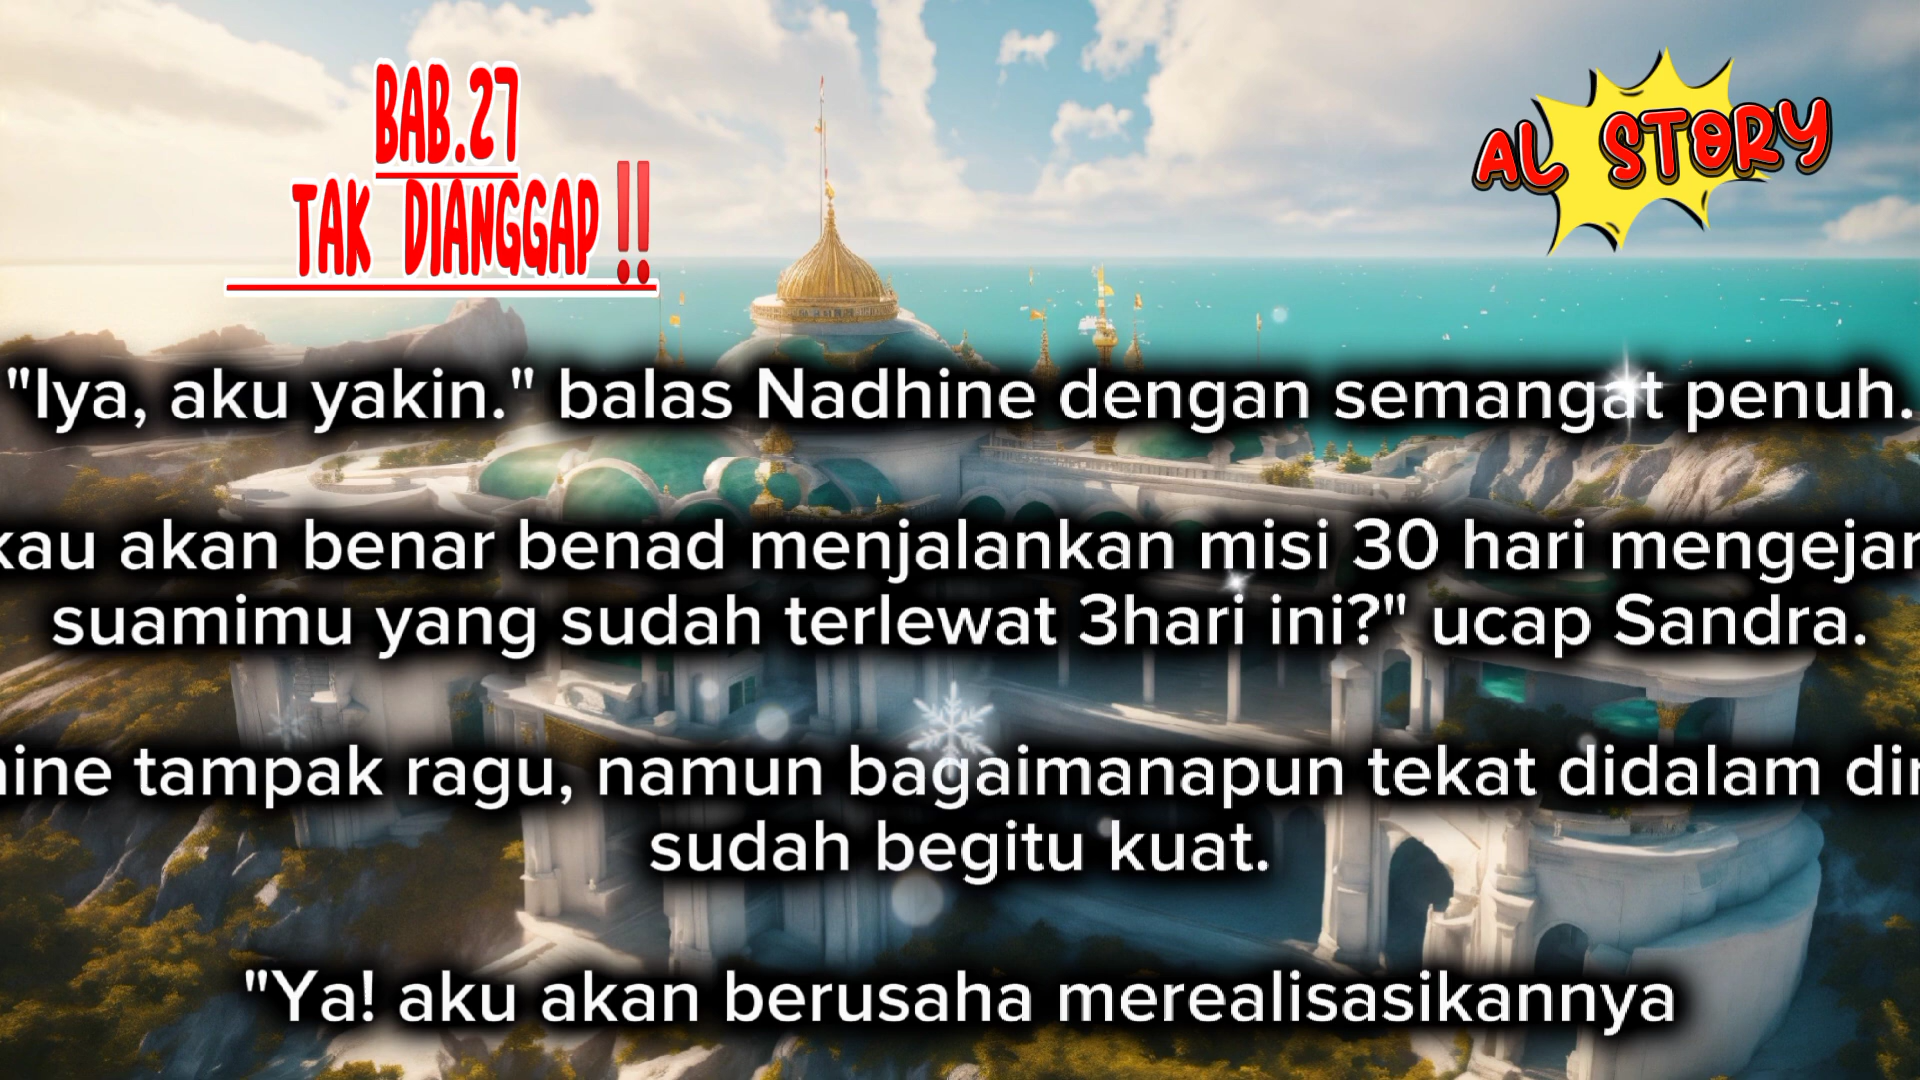 BAB.27
TAK DIANGGAP‼
AL STORY
"Iya, aku yakin." balas Nadhine dengan semangat penuh.
kau akan benar benad menjalankan misi 30 hari mengejar
suamimu yang sudah terlewat 3hari ini?" ucap Sandra.
tampak ragu, namun bagaimanapun tekat didalam
sudah begitu kuat.
"Ya! aku akan berusaha merealisasikannya